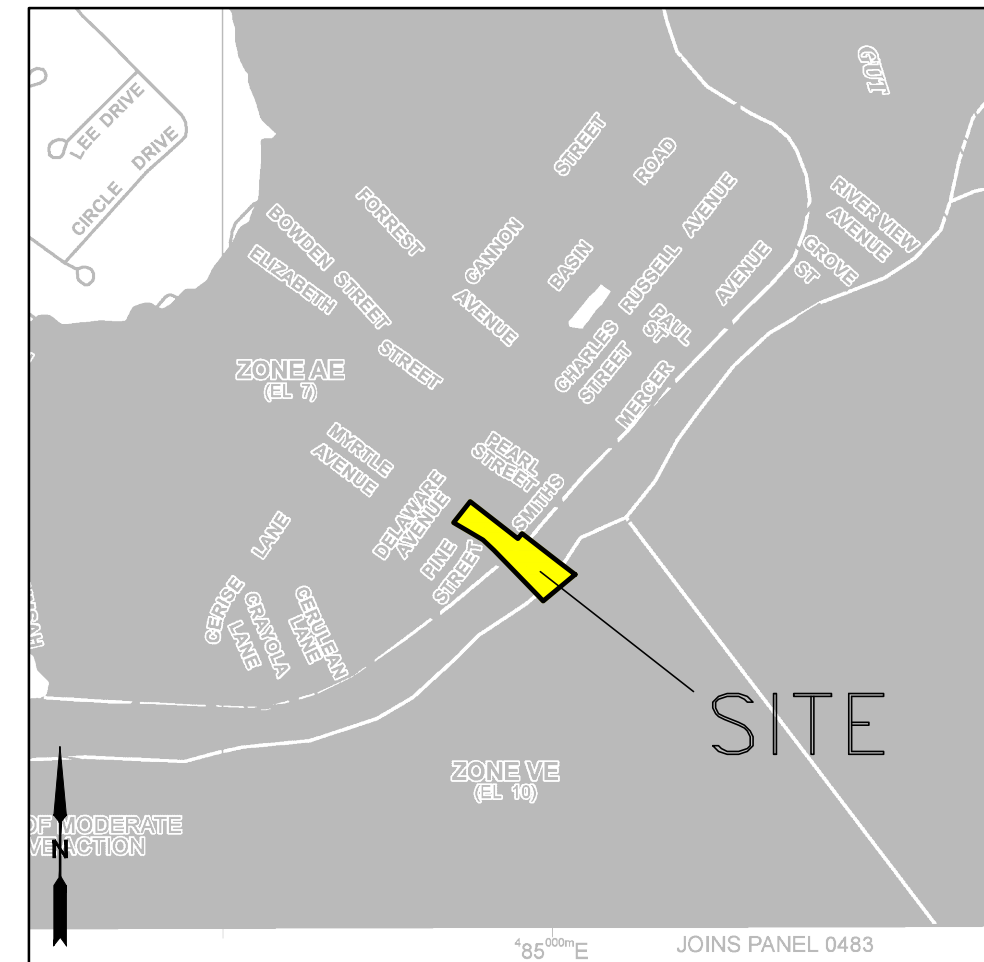 GUT
LEE DRIVE
CIRCLE DRIVE
STREET
ROAD
FORREST
BOWDEN STREET
ELIZABETH
STREET
CANNON
AVENUE
BASIN
RUSSELL AVENUE
RIVER VIEW
AVENUE
GROVE
ST
AVENUE
PAUL
ST
CHARLES
STREET
MERCER
ZONE AE
(EL 7)
MYRTLE
AVENUE
PEARL
STREET
SMITHS
DELAWARE
AVENUE
PINE
STREET
LANE
CERISE
LANE
CRAYOLA
CERULEAN
LANE
SITE
ZONE VE
(EL 10)
OF MODERATE
VE ACTION
N
485000mE
JOINS PANEL 0483